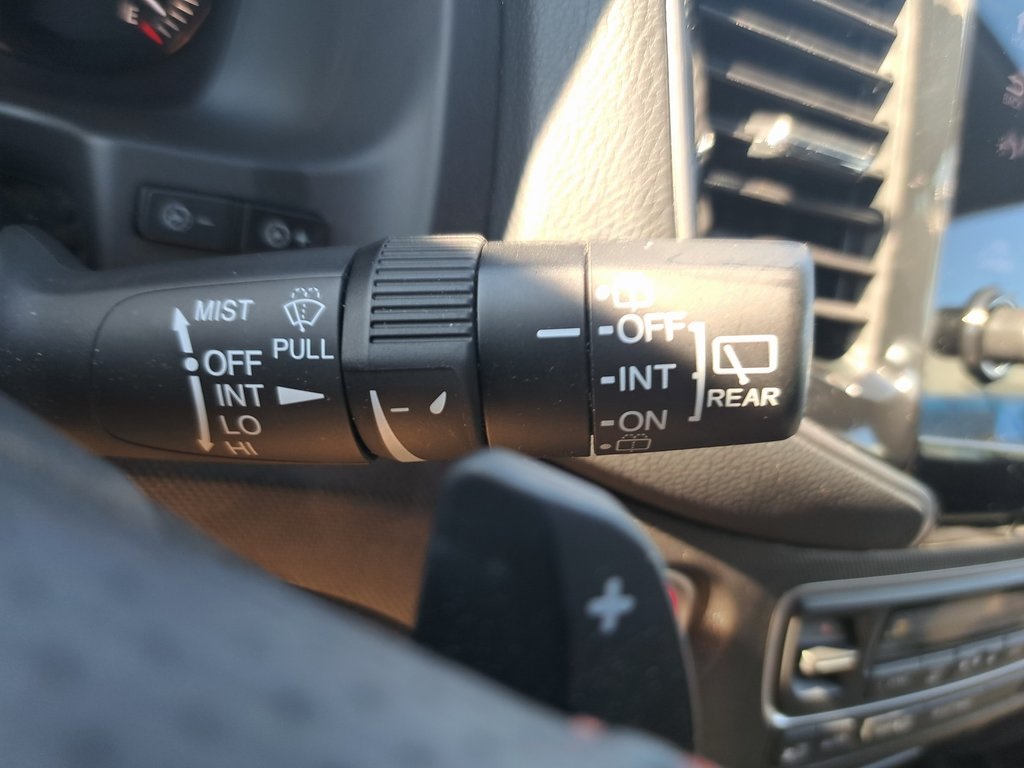 E
MIST
PULL
OFF
INT
LO
HI
OFF
INT
ON
REAR
+